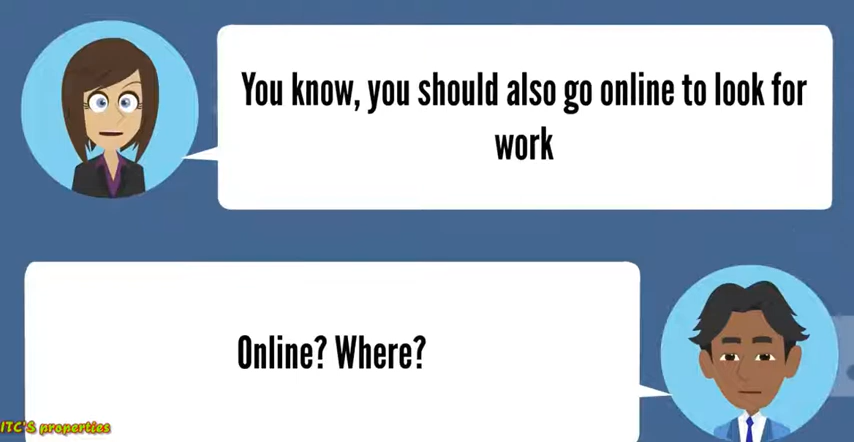 You know, you should also go online to look for
work
Online? Where?
ITC'S properties